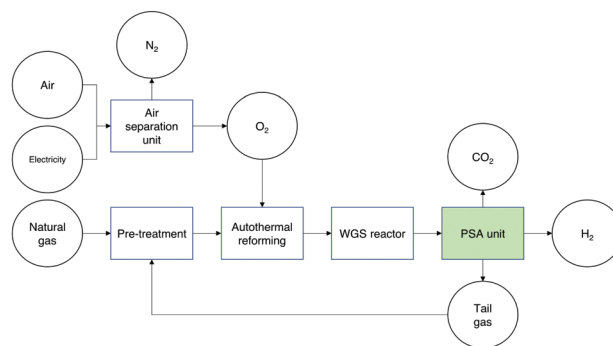 N₂
Air
Air
separation
unit
O₂
Electricity
CO₂
Natural
gas
Pre-treatment
Autothermal
reforming
WGS reactor
PSA unit
H₂
Tail
gas